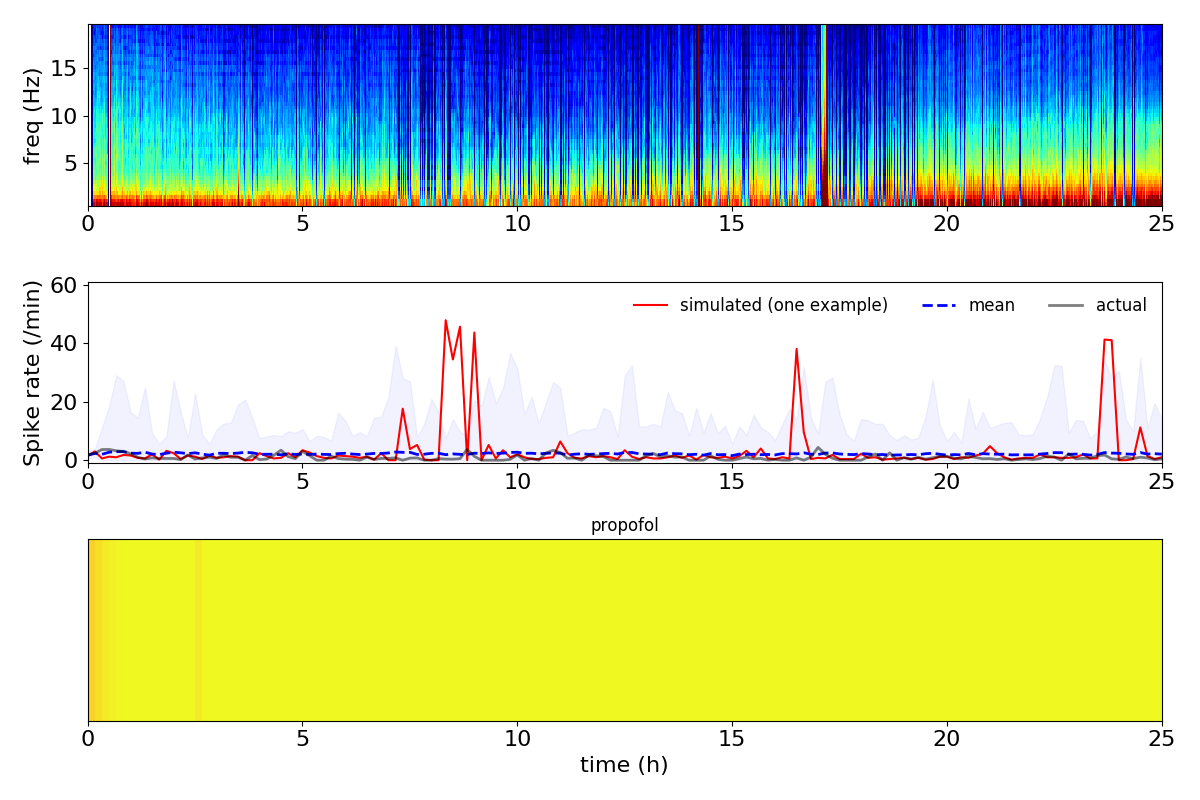 freq (Hz)
15
10
5
0 5 10 15 20 25
Spike rate (/min)
60
40
20
0
simulated (one example) mean actual
0 5 10 15 20 25
propofol
0 5 10 15 20 25
time (h)